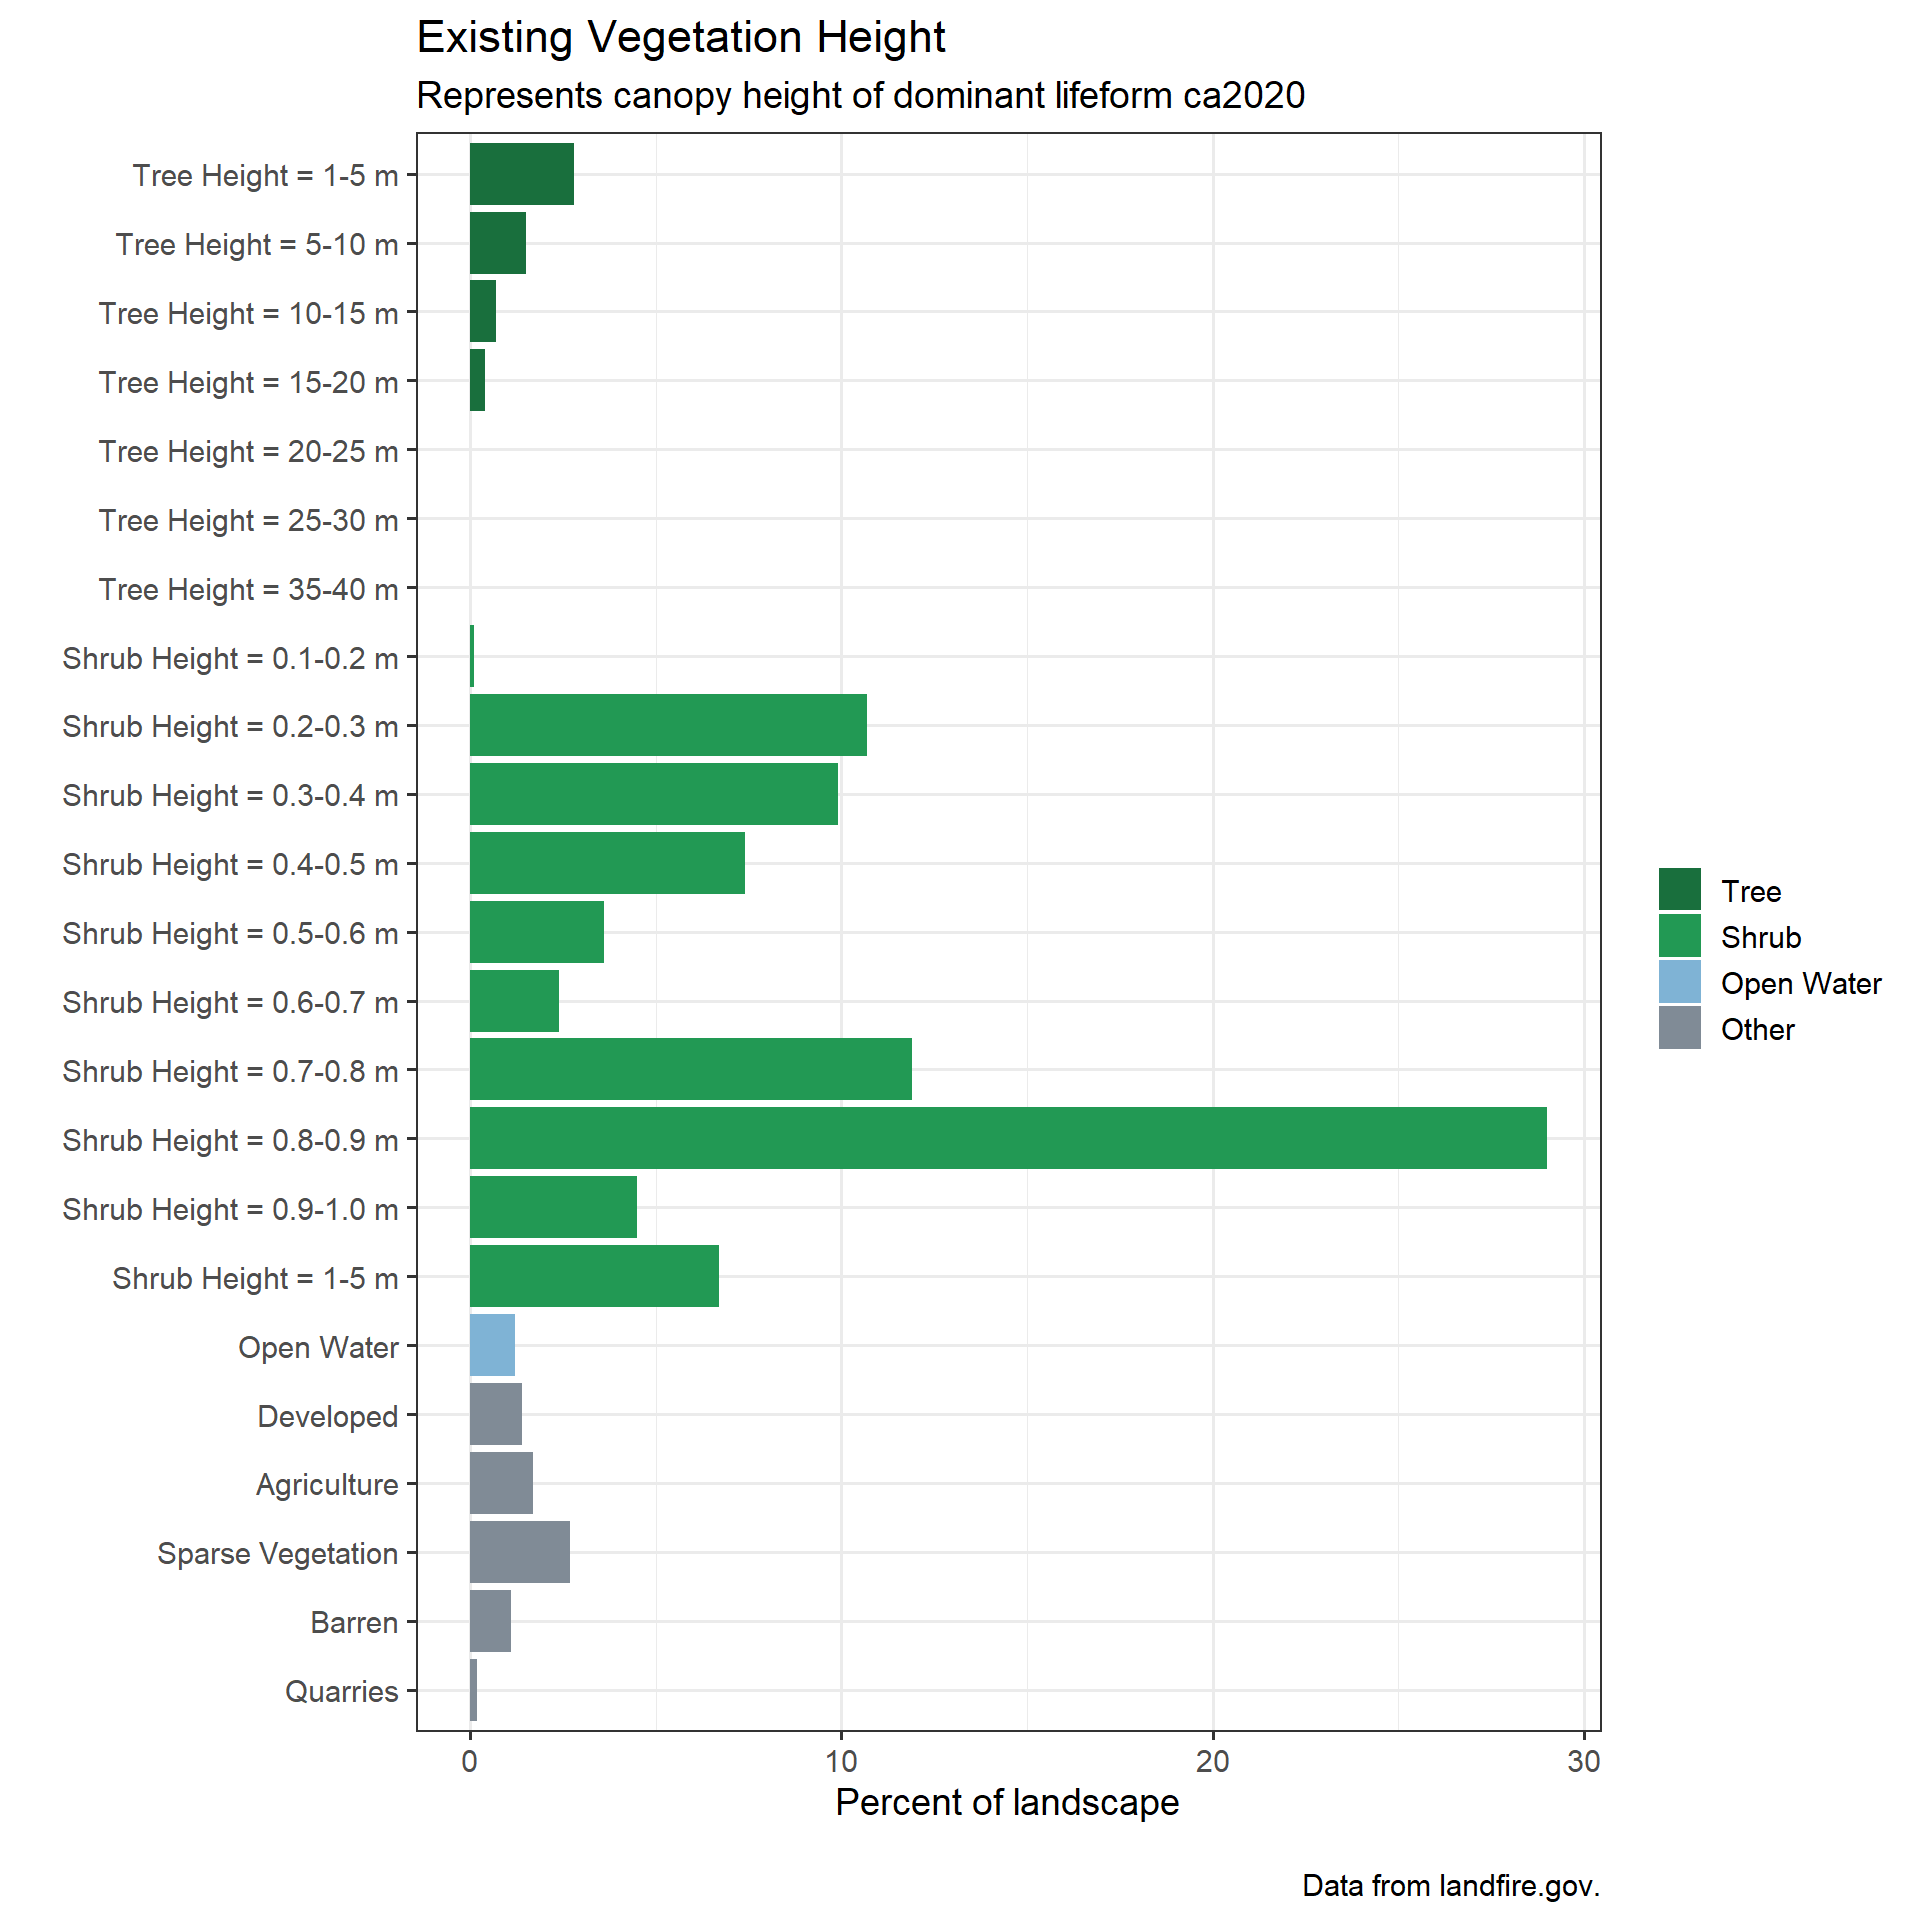 Existing Vegetation Height
Represents canopy height of dominant lifeform ca2020
Tree Height = 1-5 m
Tree Height = 5-10 m
Tree Height = 10-15 m
Tree Height = 15-20 m
Tree Height = 20-25 m
Tree Height = 25-30 m
Tree Height = 35-40 m
Shrub Height = 0.1-0.2 m
Shrub Height = 0.2-0.3 m
Shrub Height = 0.3-0.4 m
Shrub Height = 0.4-0.5 m
Shrub Height = 0.5-0.6 m
Shrub Height = 0.6-0.7 m
Shrub Height = 0.7-0.8 m
Shrub Height = 0.8-0.9 m
Shrub Height = 0.9-1.0 m
Shrub Height = 1-5 m
Open Water
Developed
Agriculture
Sparse Vegetation
Barren
Quarries
0 10 20 30
Percent of landscape
Tree
Shrub
Open Water
Other
Data from landfire.gov.